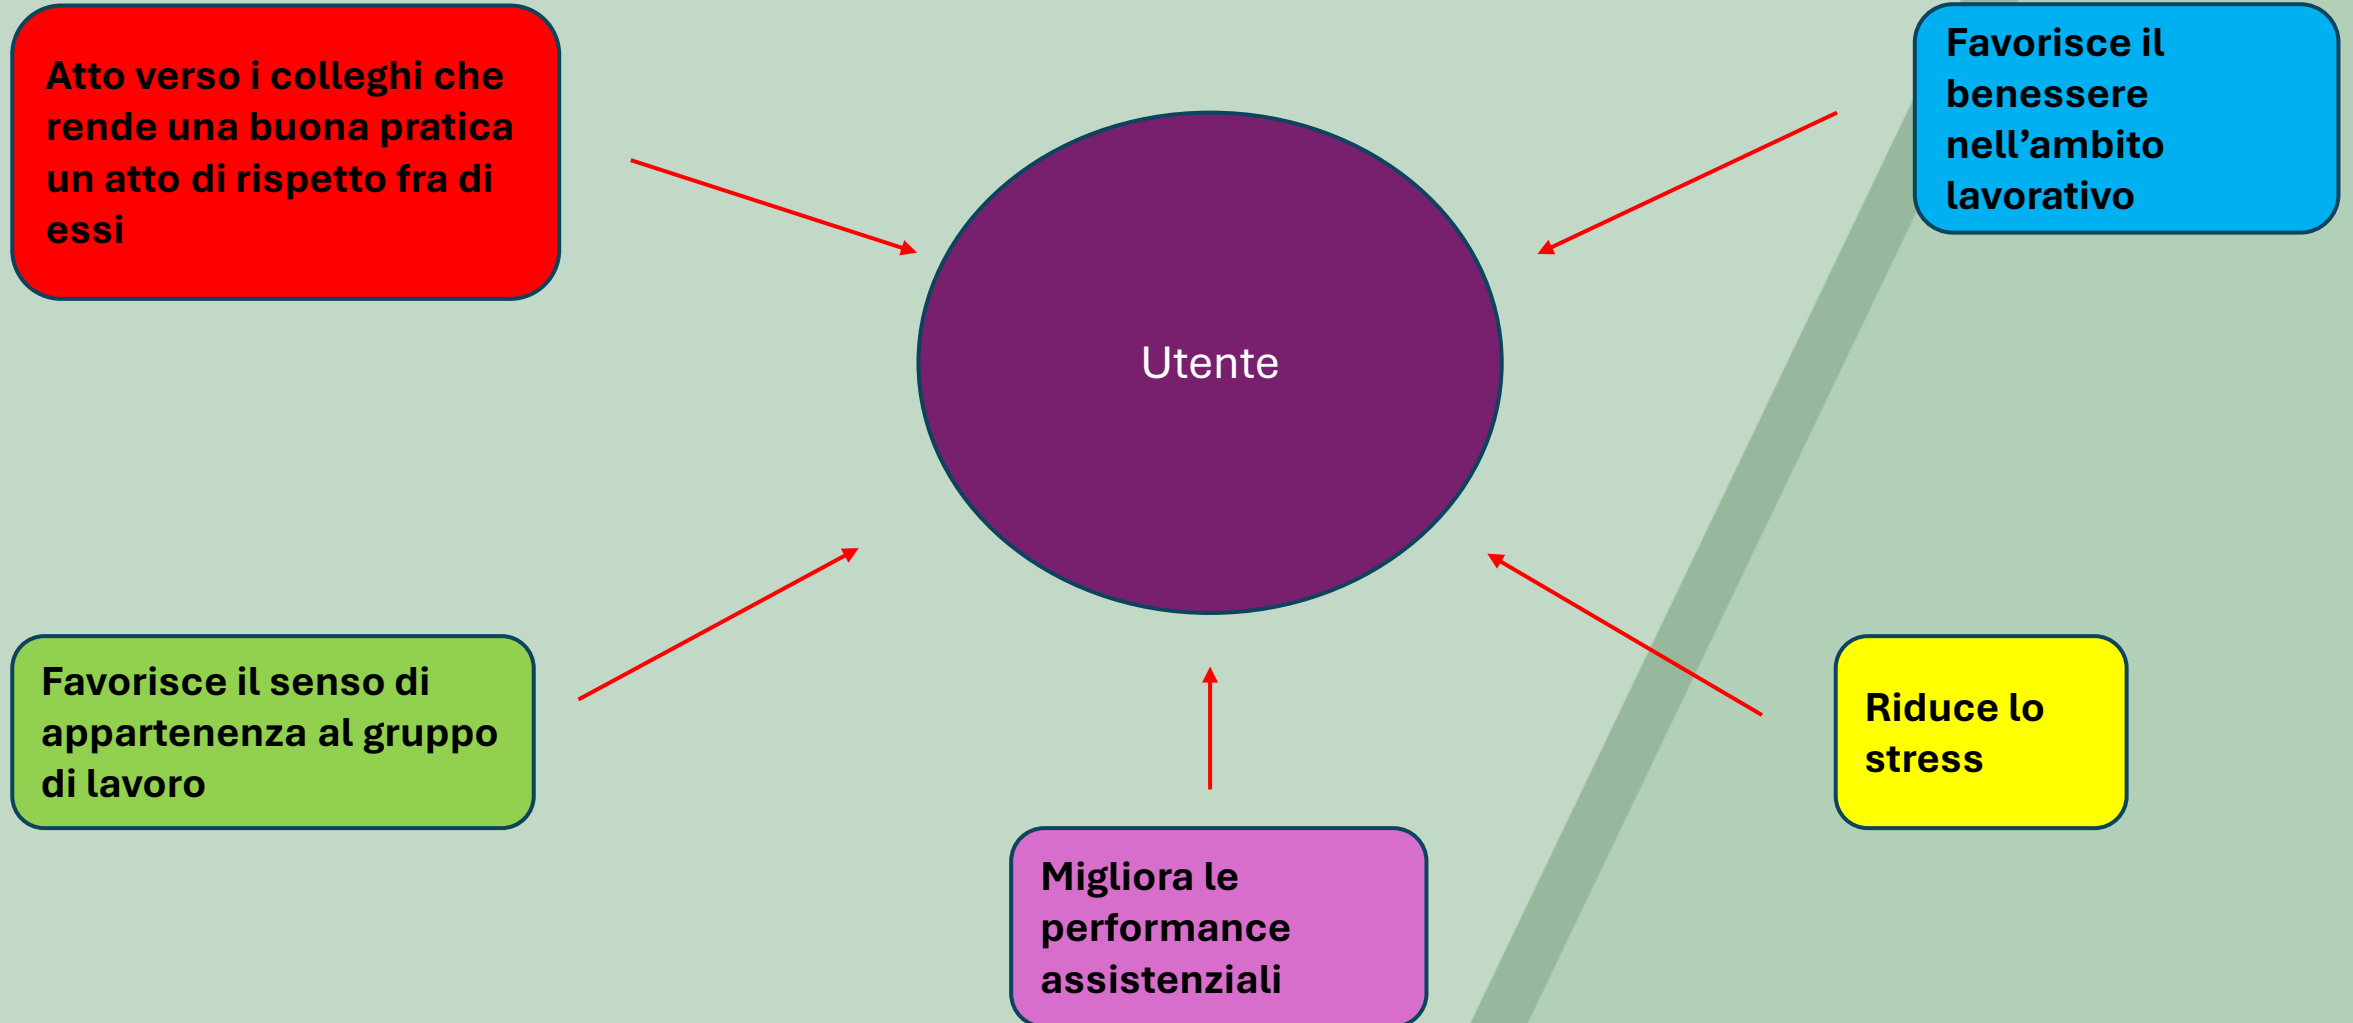 Atto verso i colleghi che
rende una buona pratica
un atto di rispetto fra di
essi
Favorisce il
benessere
nell’ambito
lavorativo
Utente
Favorisce il senso di
appartenenza al gruppo
di lavoro
Riduce lo
stress
Migliora le
performance
assistenziali